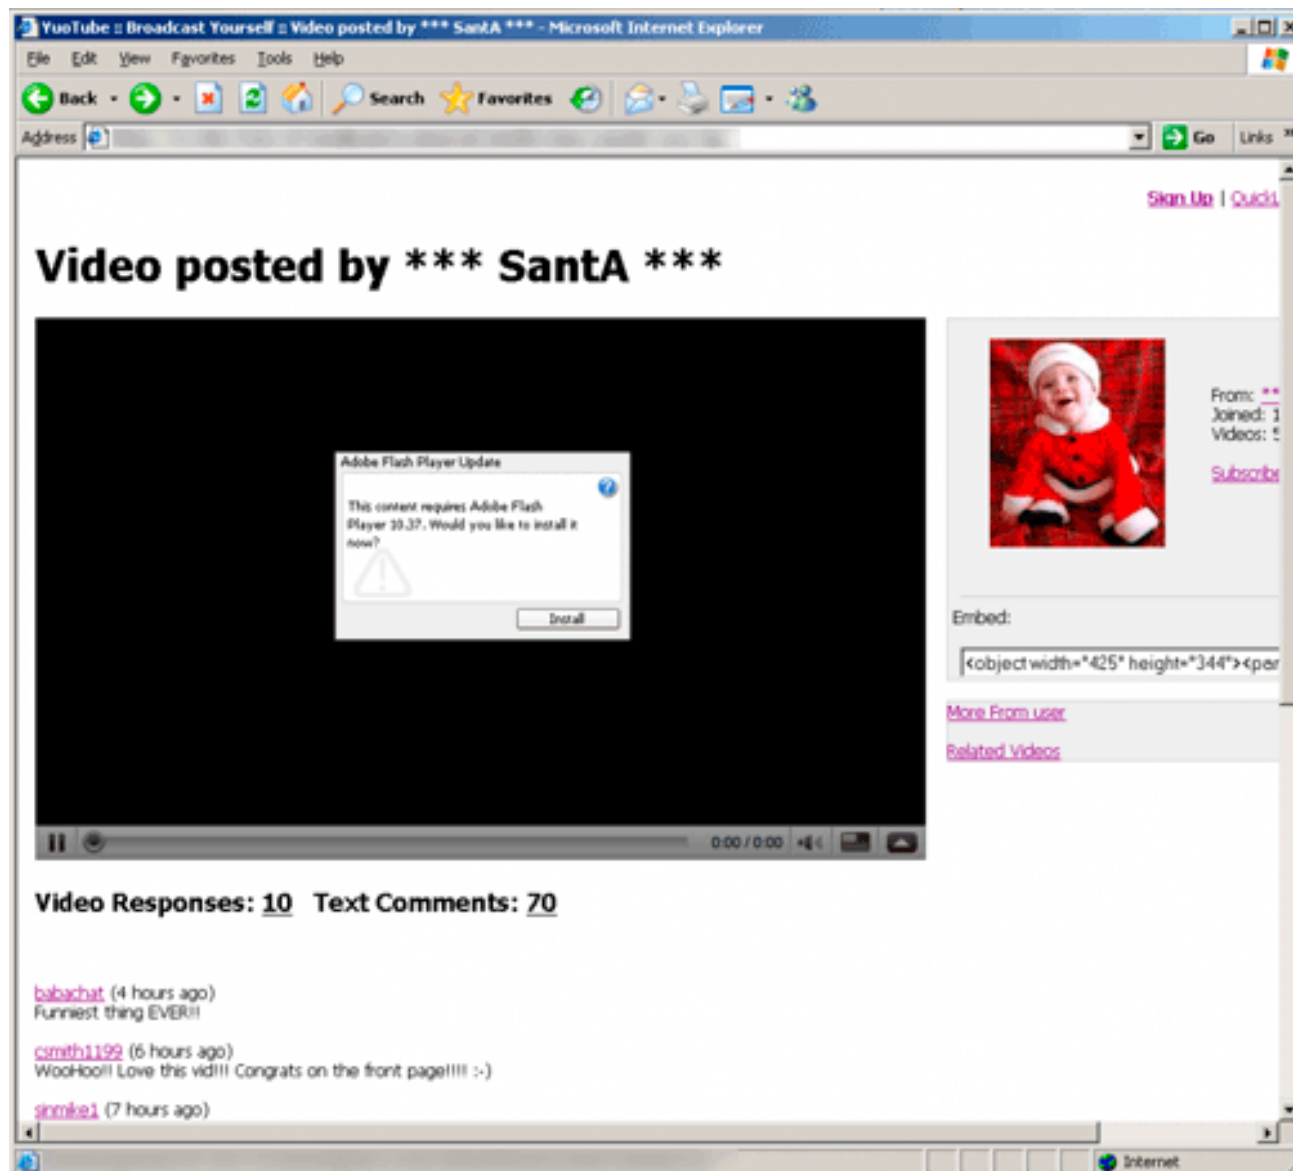 YuoTube :: Broadcast Yourself :: Video posted by *** SantA *** - Microsoft Internet Explorer
File Edit View Favorites Tools Help
Back Search Favorites
Address Go Links »
Sign Up | Quickl
Video posted by *** SantA ***
From: **
Joined: 1
Videos: 5
Subscribe
Adobe Flash Player Update
This content requires Adobe Flash
Player 10.37. Would you like to install it
now?
Install
Embed:
<object width="425" height="344"><par
More From user
Related Videos
0:00 / 0:00
Video Responses: 10 Text Comments: 70
babachat (4 hours ago)
Funniest thing EVER!!
csmith1199 (6 hours ago)
WooHoo!! Love this vid!!! Congrats on the front page!!!! :-)
sinmike1 (7 hours ago)
Internet